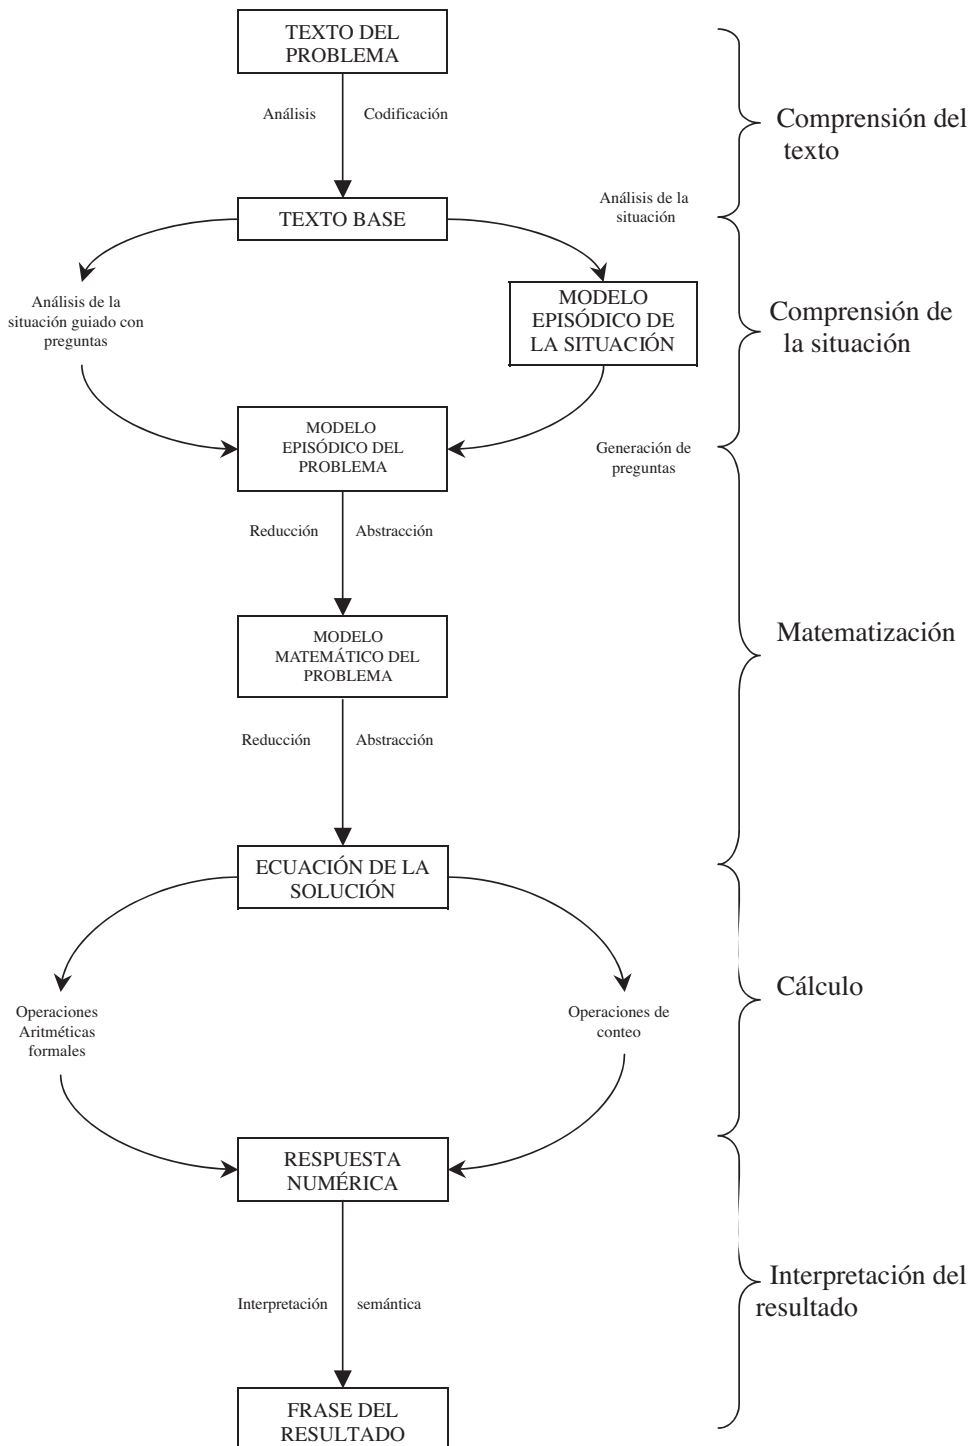 TEXTO DEL
PROBLEMA
Análisis
Codificación
Comprensión del
texto
TEXTO BASE
Análisis de la
situación
Análisis de la
situación guiado con
preguntas
MODELO
EPISÓDICO DE
LA SITUACIÓN
Comprensión de
la situación
MODELO
EPISÓDICO DEL
PROBLEMA
Generación de
preguntas
Reducción
Abstracción
MODELO
MATEMÁTICO DEL
PROBLEMA
Matematización
Reducción
Abstracción
ECUACIÓN DE LA
SOLUCIÓN
Operaciones
Aritméticas
formales
Operaciones de
conteo
Cálculo
RESPUESTA
NUMÉRICA
Interpretación
semántica
Interpretación del
resultado
FRASE DEL
RESULTADO